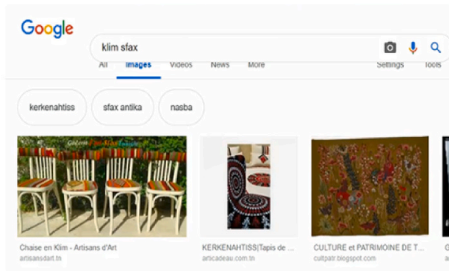 Google
klim sfax
All Images Videos News More Settings Tools
kerkenahtiss sfax antika nasba
Chaise en Klim - Artisans d'Art
artisansdart.tn
KERKENAHTISS(Tapis de ...
articadeau.com.tn
CULTURE et PATRIMOINE DE T...
cultpatr.blogspot.com